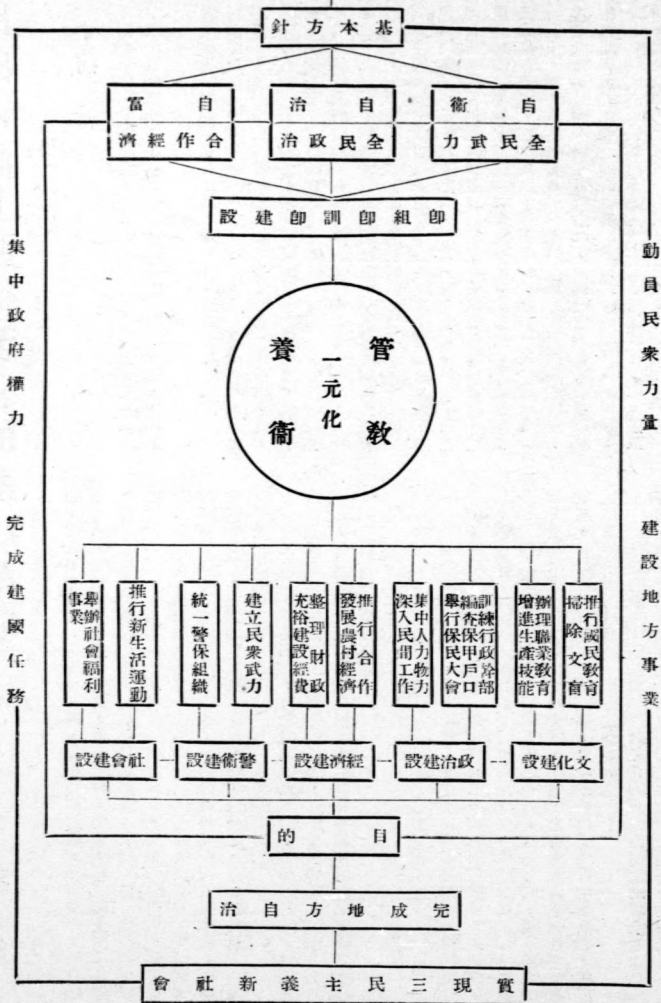 基本方針
自衞
全民武力
自治
全民政治
自富
合作經濟
卽組卽訓卽建設
動員民衆力量
建設地方事業
集中政府權力
完成建國任務
管
敎
養
衞
一元化
推行國民敎育
掃除文盲
辦理職業敎育
增進生產技能
訓練行政幹部
編查保甲戶口
舉行保民大會
集中人力物力
深入民間工作
推行合作
發展農村經濟
整理財政
充裕建設經費
建立民衆武力
統一警保組織
推行新生活運動
舉辦社會福利
事業
文化建設
政治建設
經濟建設
警衞建設
社會建設
目的
完成地方自治
實現三民主義新社會